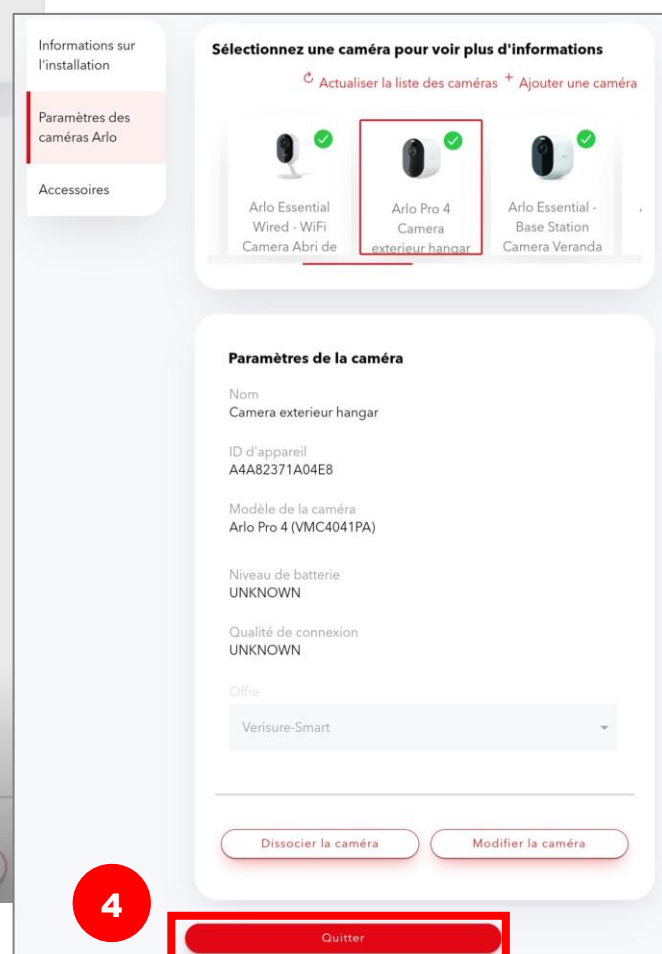 Informations sur
l'installation
Paramètres des
caméras Arlo
Accessoires
Sélectionnez une caméra pour voir plus d'informations
Actualiser la liste des caméras + Ajouter une caméra
Arlo Essential
Wired - WiFi
Camera Abri de
Arlo Pro 4
Camera
exterieur hangar
Arlo Essential -
Base Station
Camera Veranda
Paramètres de la caméra
Nom
Camera exterieur hangar
ID d'appareil
A4A82371A04E8
Modèle de la caméra
Arlo Pro 4 (VMC4041PA)
Niveau de batterie
UNKNOWN
Qualité de connexion
UNKNOWN
Offre
Verisure-Smart
Dissocier la caméra
Modifier la caméra
4
Quitter